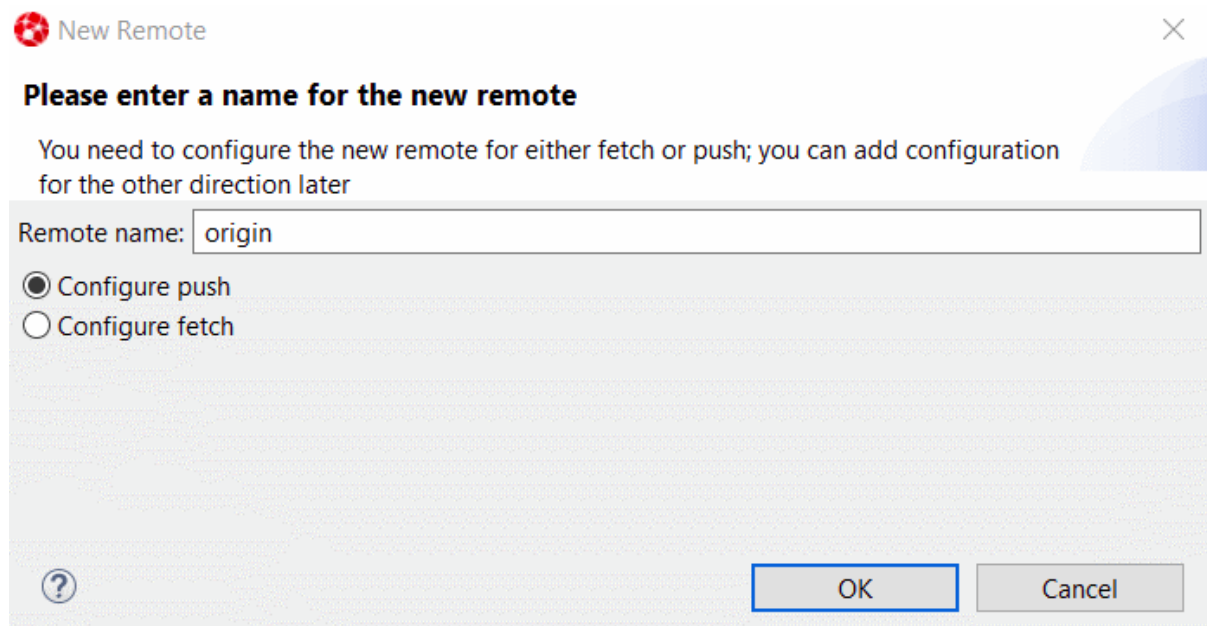 New Remote
Please enter a name for the new remote
You need to configure the new remote for either fetch or push; you can add configuration
for the other direction later
Remote name: origin
Configure push
Configure fetch
?
OK Cancel